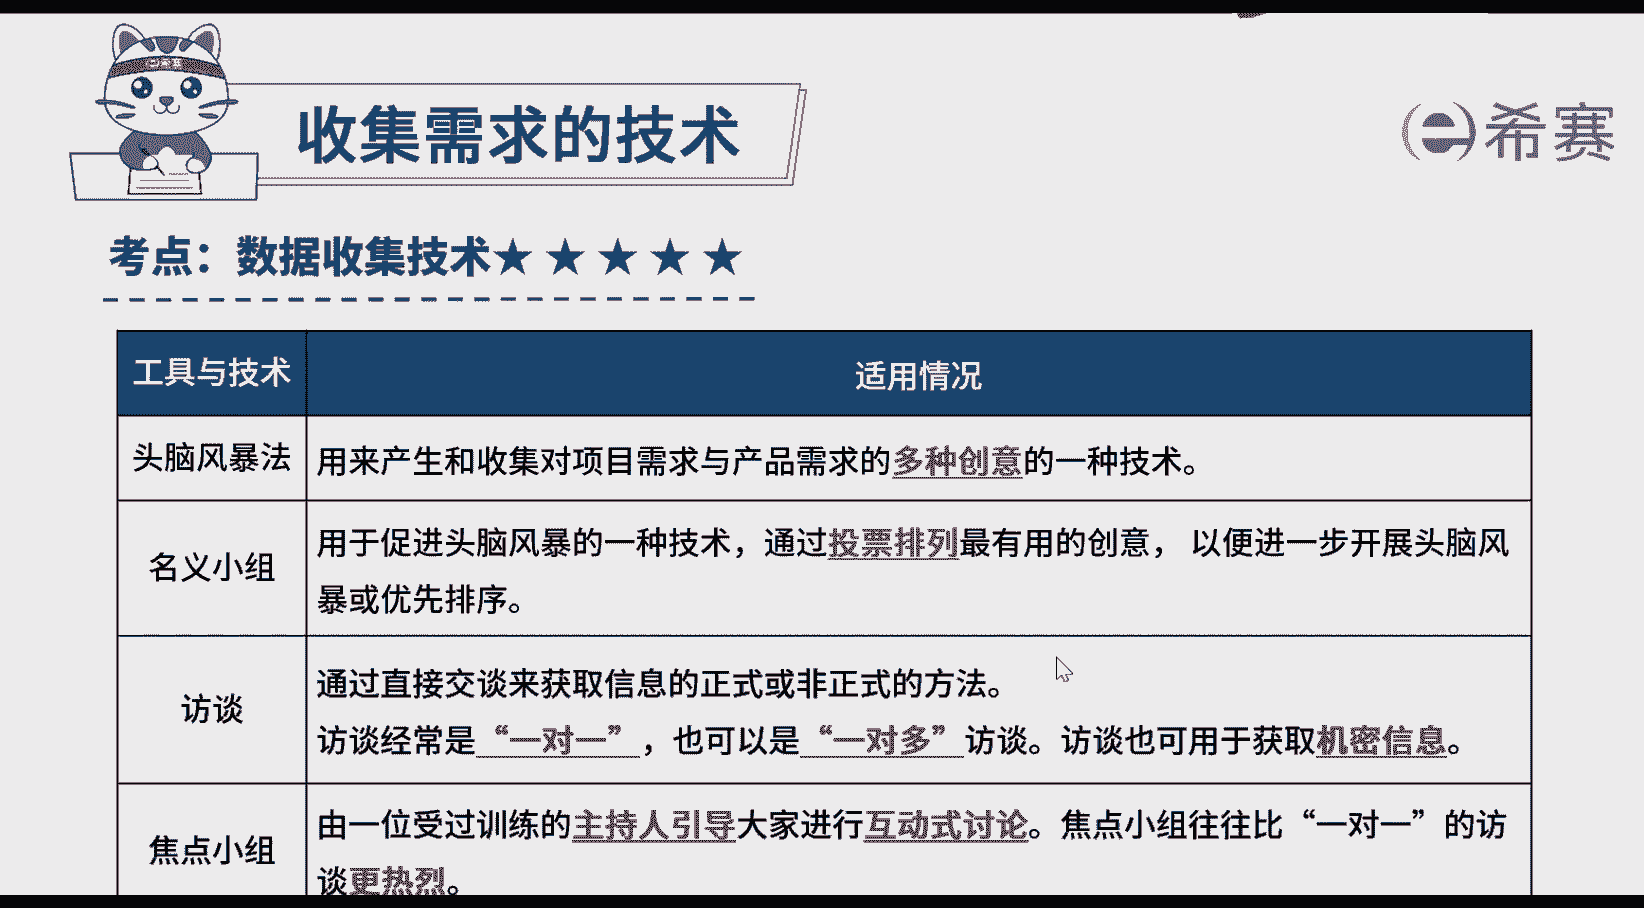 收集需求的技术
希赛
考点：数据收集技术★★★★★
工具与技术
适用情况
头脑风暴法
用来产生和收集对项目需求与产品需求的多种创意的一种技术。
名义小组
用于促进头脑风暴的一种技术，通过投票排列最有用的创意， 以便进一步开展头脑风
暴或优先排序。
访谈
通过直接交谈来获取信息的正式或非正式的方法。
访谈经常是“一对一”，也可以是“一对多”访谈。访谈也可用于获取机密信息。
焦点小组
由一位受过训练的主持人引导大家进行互动式讨论。焦点小组往往比“一对一”的访
谈更热烈。